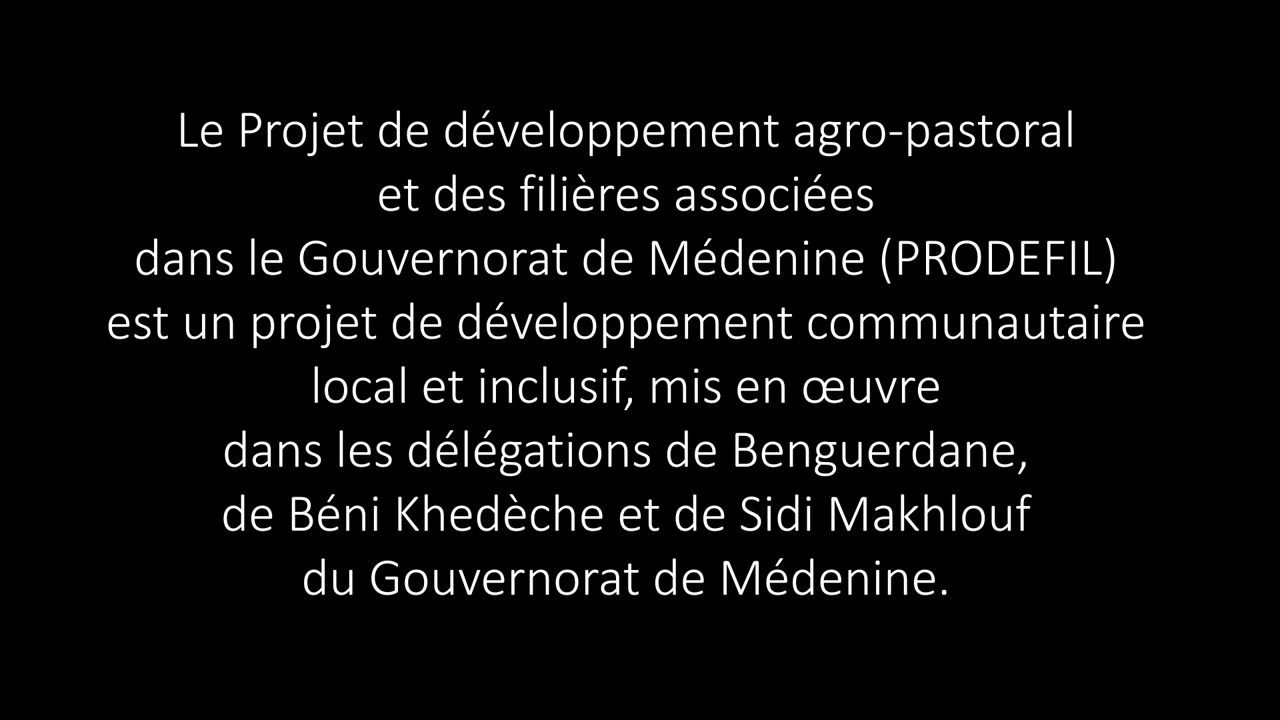 Le Projet de développement agro-pastoral
et des filières associées
dans le Gouvernorat de Médenine (PRODEFIL)
est un projet de développement communautaire
local et inclusif, mis en œuvre
dans les délégations de Benguerdane,
de Béni Khedèche et de Sidi Makhlouf
du Gouvernorat de Médenine.